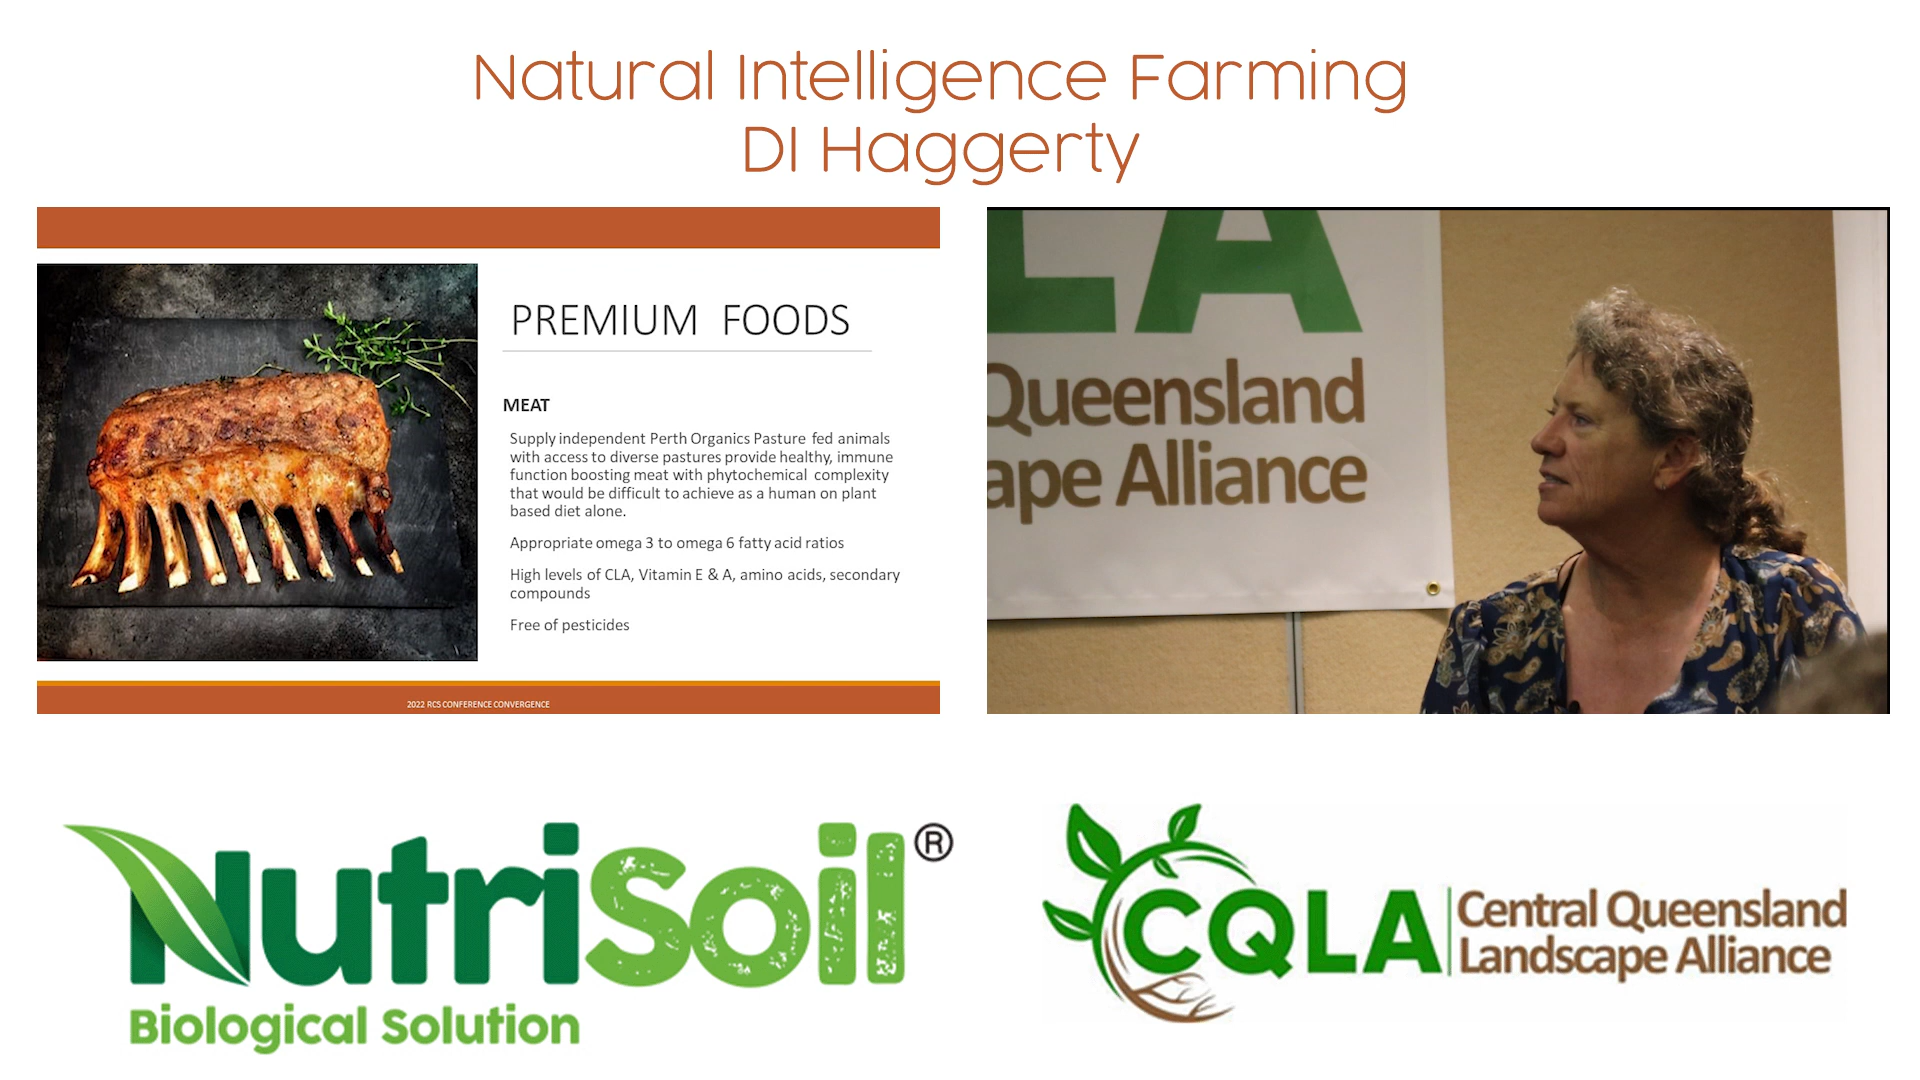 Natural Intelligence Farming
DI Haggerty
PREMIUM FOODS
MEAT
Supply independent Perth Organics Pasture fed animals
with access to diverse pastures provide healthy, immune
function boosting meat with phytochemical complexity
that would be difficult to achieve as a human on plant
based diet alone.
Appropriate omega 3 to omega 6 fatty acid ratios
High levels of CLA, Vitamin E & A, amino acids, secondary
compounds
Free of pesticides
2022 RCS CONFERENCE CONVERGENCE
LA
Queensland
ape Alliance
NutriSoil®
Biological Solution
CQLA
Central Queensland
Landscape Alliance